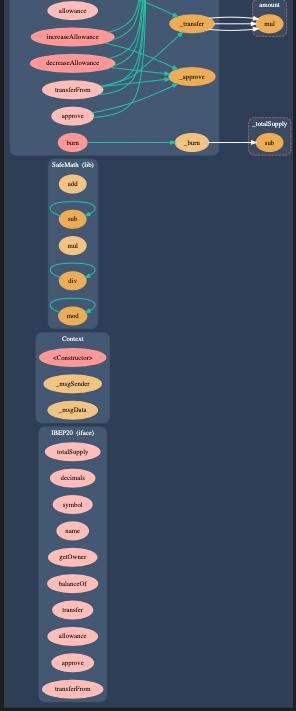 amount
allowance
_transfer
mul
increaseAllowance
decreaseAllowance
_approve
transferFrom
approve
_totalSupply
burn
_burn
sub
SafeMath (lib)
add
sub
mul
div
mod
Context
<Constructor>
_msgSender
_msgData
IBEP20 (iface)
totalSupply
decimals
symbol
name
getOwner
balanceOf
transfer
allowance
approve
transferFrom